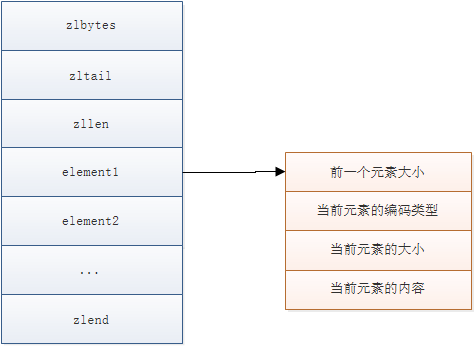 zlbytes
zltail
zllen
element1
element2
...
zlend
前一个元素大小
当前元素的编码类型
当前元素的大小
当前元素的内容